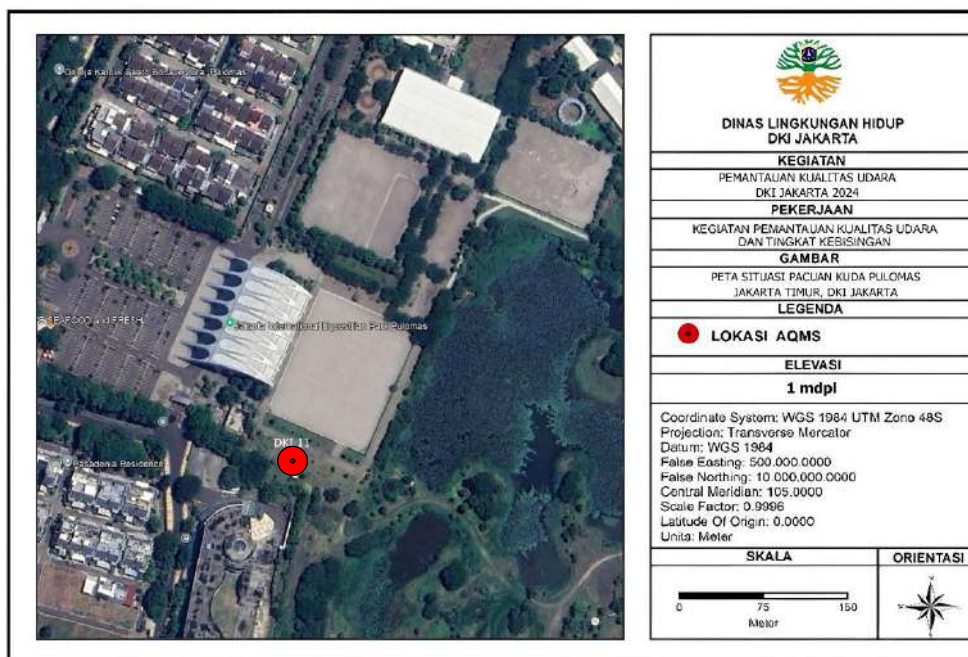 Pulomas
SEAFOOD and FRESH
Jakarta International Equestrian Park Pulomas
DKI 11
Pasadenia Residence
DINAS LINGKUNGAN HIDUP
DKI JAKARTA
KEGIATAN
PEMANTAUAN KUALITAS UDARA
DKI JAKARTA 2024
PEKERJAAN
KEGIATAN PEMANTAUAN KUALITAS UDARA
DAN TINGKAT KEBISINGAN
GAMBAR
PETA SITUASI PACUAN KUDA PULOMAS
JAKARTA TIMUR, DKI JAKARTA
LEGENDA
LOKASI AQMS
ELEVASI
1 mdpl
Coordinate System: WGS 1984 UTM Zone 48S
Projection: Transverse Mercator
Datum: WGS 1984
False Easting: 500.000.0000
False Northing: 10.000,000.0000
Central Meridian: 105.0000
Scale Factor: 0.9996
Latitude Of Origin: 0.0000
Units: Meter
SKALA
ORIENTASI
0 75 150
Meter